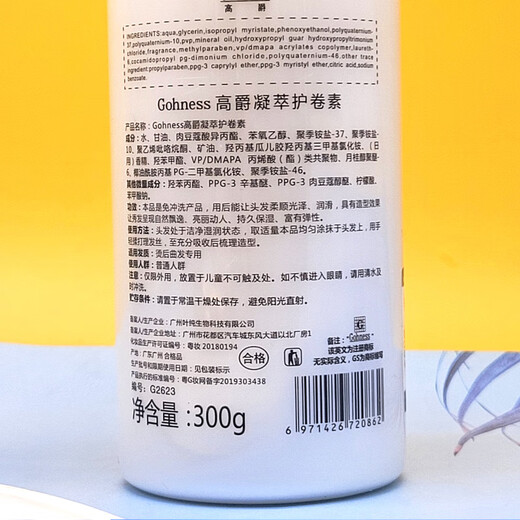 高 爵
ingredients:aqua,glycerin,isopropyl myristate,phenoxyethanol,polyquaternium-
37,polyquaternium-10,pvp,mineral oil,hydroxypropyl guar hydroxypropyltrimonium
fragrance,methylparaben,vp/dmapa acrylates copolymer,laureth-
6,cocamidopropyl pg-dimonium chloride,polyquaternium-46,other trace
ingredient:propylparaben,ppg-3 caprylyl ether,ppg-3 myristyl ether,citric acid,sodium
benzoate.
Gohness 高爵凝萃护卷素
产品名称：Gohness高爵凝萃护卷素
成分：水、甘油、肉豆蔻酸异丙酯、苯氧乙醇、聚季铵盐-37、聚季铵盐-
10、聚乙烯吡咯烷酮、矿油、羟丙基瓜儿胶羟丙基三甲基氯化铵、（日
用）香精、羟苯甲酯、VP/DMAPA 丙烯酸（酯）类共聚物、月桂醇聚醚-
6、椰油酰胺丙基PG-二甲基氯化铵、聚季铵盐-46。
其他微量成分：羟苯丙酯、PPG-3 辛基醚、PPG-3 肉豆蔻醇醚、柠檬酸、
苯甲酸钠。
功效：本品是免冲洗产品，用后能让头发柔顺光泽、润滑，具有造型效果
让秀发呈现自然飘逸、亮丽动人、持久保湿、富有弹性。
使用方法：头发处于洁净湿润状态，取适量本品均匀涂抹于头发上，用手
轻揉打理发丝，至充分吸收后梳理造型。
适用发质：烫后曲发专用
使用人群：普通人群
注意：仅限外用，放置于儿童不可触及处。如不慎进入眼睛，请用清水及
时冲洗。
贮存条件：请置于常温干燥处保存，避免阳光直射。
备案人/生产企业：广州叶纯生物科技有限公司
备案人/生产企业地址：广州市花都区汽车城东风大道以北厂房1
化妆品生产许可证编号：粤妆 20180194
产地：广东广州 合格品
生产批号和限期使用日期：见包装标示
产品执行的标准编号：粤G妆网备字2019303438
编号：G2623
净含量:300g
合格
G
备注："Gohness"
该英文为注册商标
无实际含义，GS为商标缩写
6 971426 720862